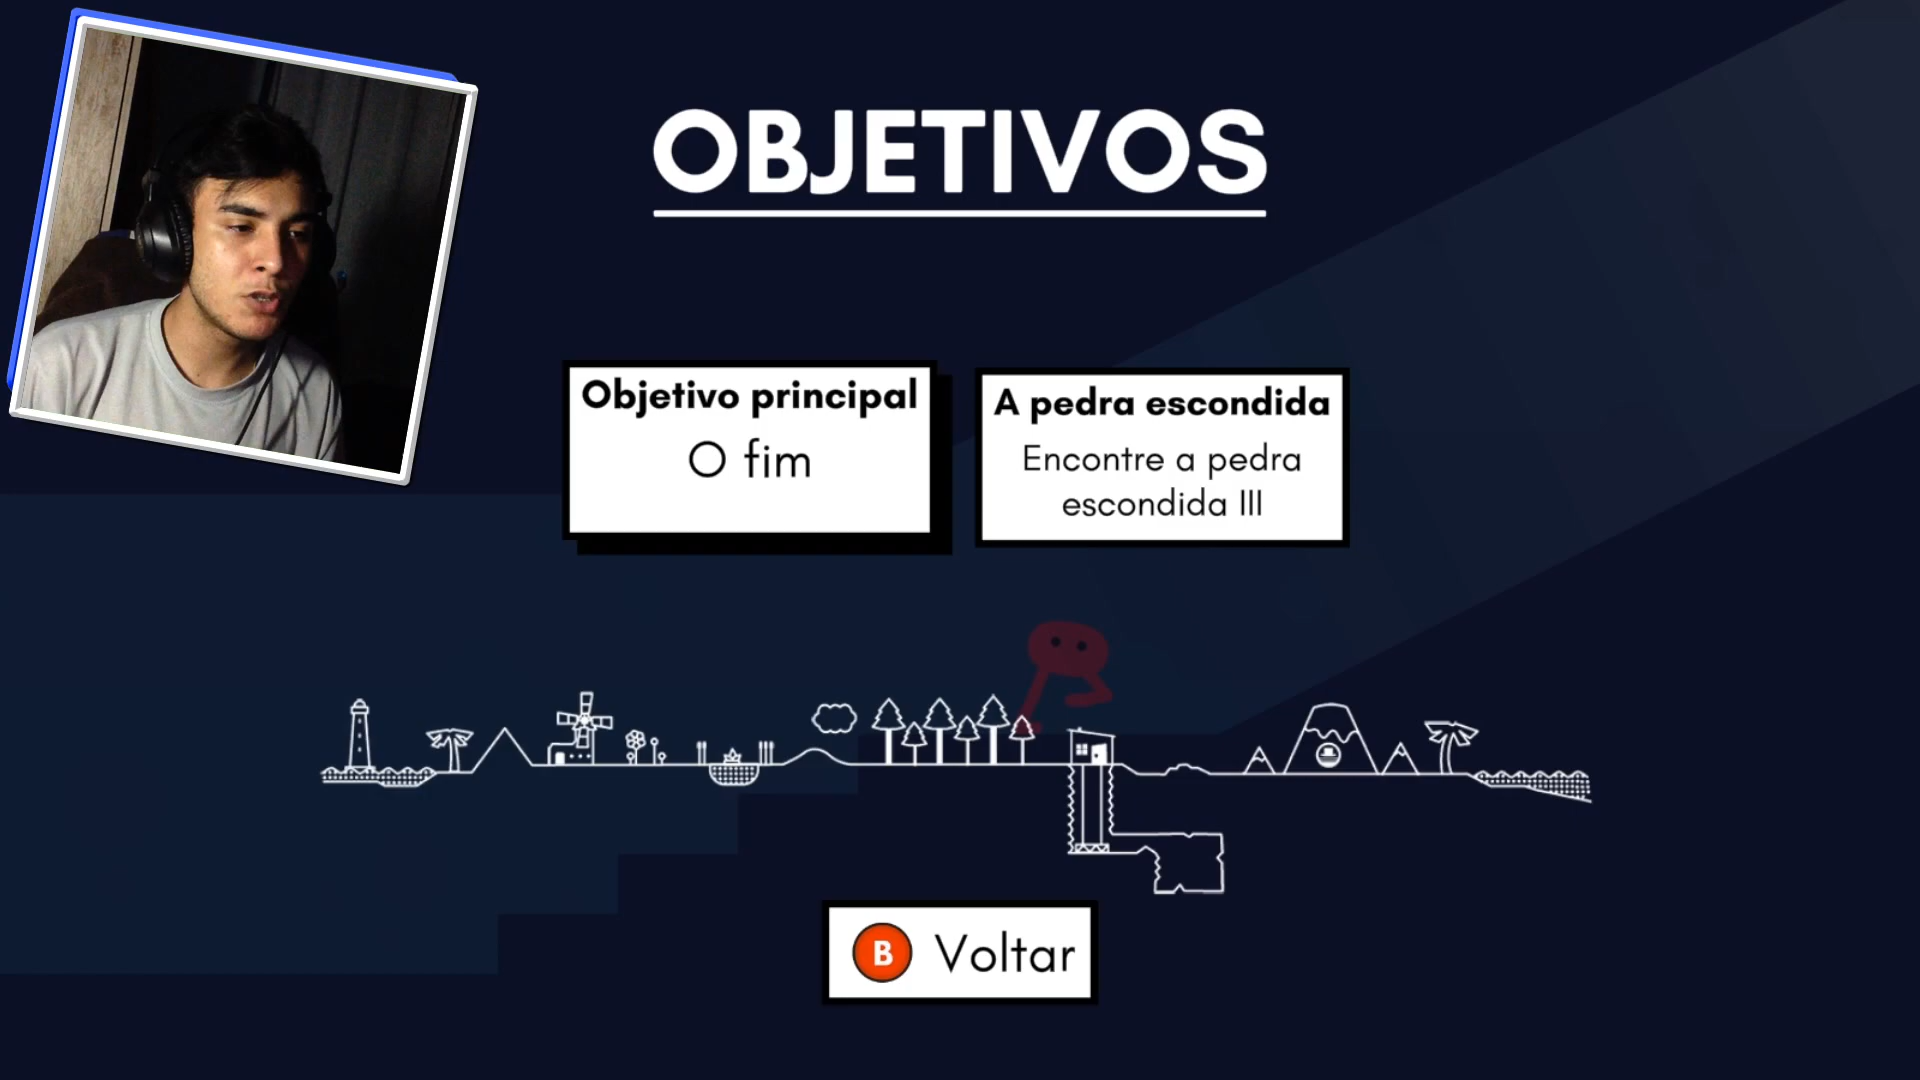 OBJETIVOS
Objetivo principal
O fim
A pedra escondida
Encontre a pedra
escondida III
B Voltar